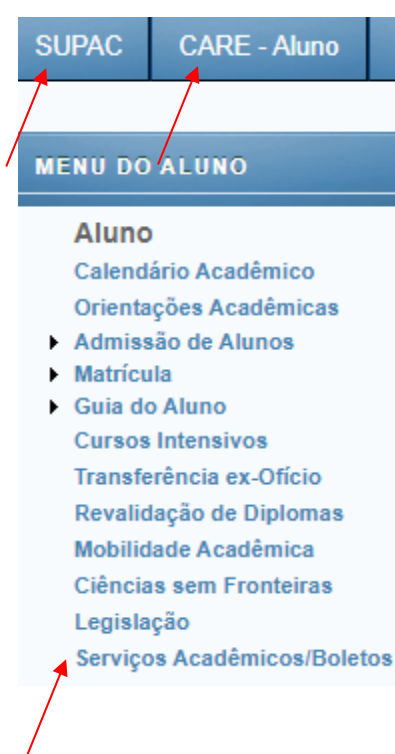 SUPAC CARE - Aluno
MENU DO ALUNO
Aluno
Calendário Acadêmico
Orientações Acadêmicas
Admissão de Alunos
Matrícula
Guia do Aluno
Cursos Intensivos
Transferência ex-Ofício
Revalidação de Diplomas
Mobilidade Acadêmica
Ciências sem Fronteiras
Legislação
Serviços Acadêmicos/Boletos